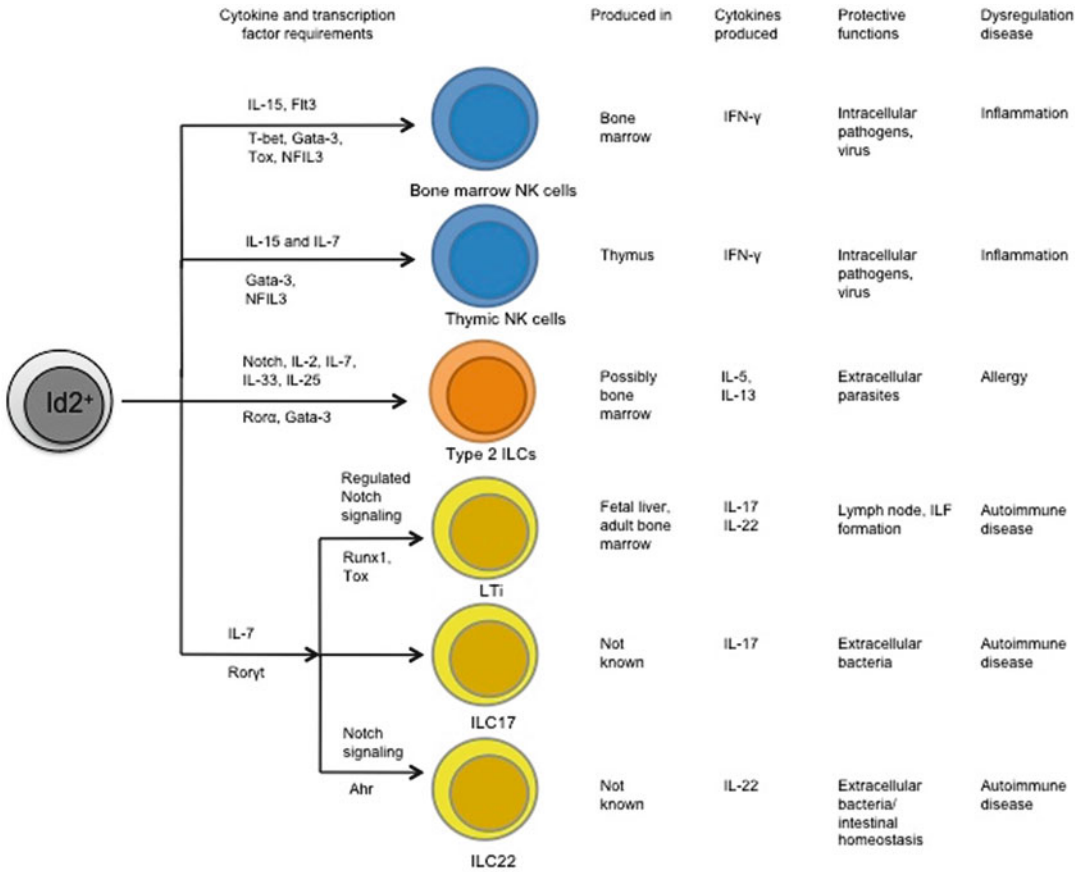 Cytokine and transcription
factor requirements
Produced in
Cytokines
produced
Protective
functions
Dysregulation
disease
IL-15, Flt3
T-bet, Gata-3,
Tox, NFIL3
Bone marrow NK cells
Bone
marrow
IFN-γ
Intracellular
pathogens,
virus
Inflammation
IL-15 and IL-7
Gata-3,
NFIL3
Thymic NK cells
Thymus
IFN-γ
Intracellular
pathogens,
virus
Inflammation
Id2+
Notch, IL-2, IL-7,
IL-33, IL-25
Rorα, Gata-3
Type 2 ILCs
Possibly
bone
marrow
IL-5,
IL-13
Extracellular
parasites
Allergy
Regulated
Notch
signaling
Runx1,
Tox
LTi
Fetal liver,
adult bone
marrow
IL-17
IL-22
Lymph node, ILF
formation
Autoimmune
disease
IL-7
Rorγt
ILC17
Not
known
IL-17
Extracellular
bacteria
Autoimmune
disease
Notch
signaling
Ahr
ILC22
Not
known
IL-22
Extracellular
bacteria/
intestinal
homeostasis
Autoimmune
disease